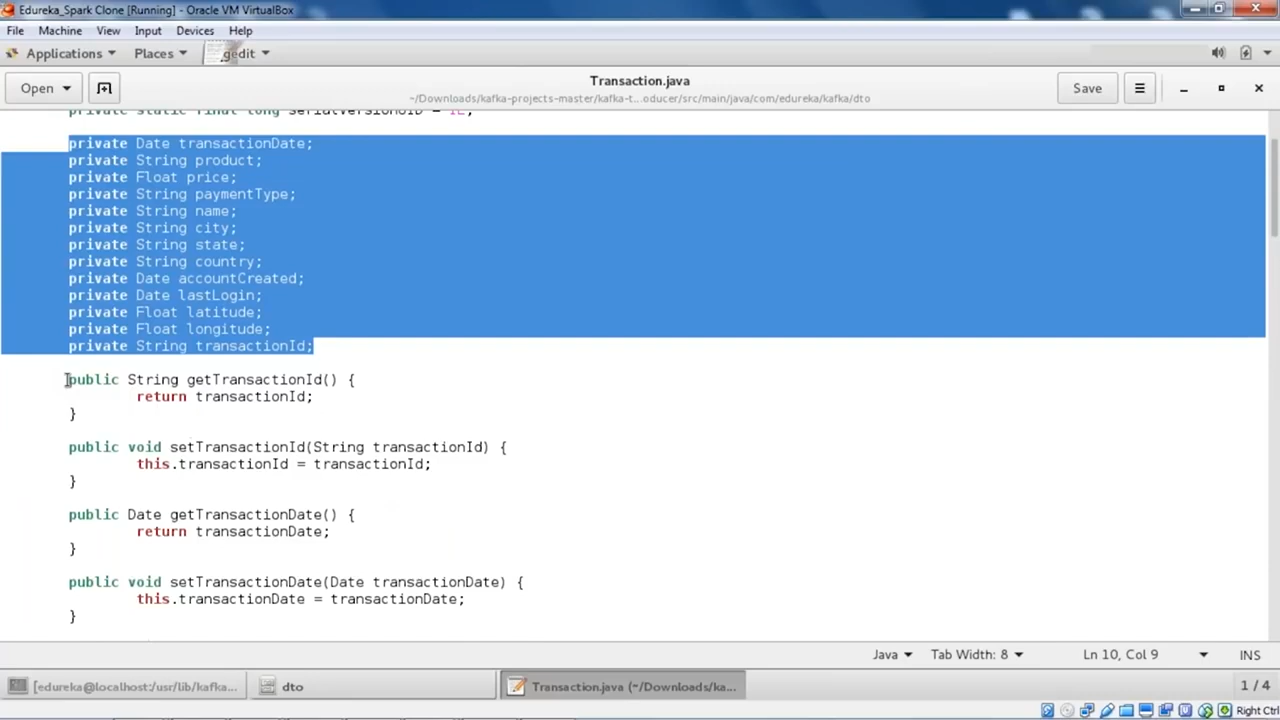 Edureka_Spark Clone [Running] - Oracle VM VirtualBox
File Machine View Input Devices Help
Applications Places gedit
Open Transaction.java Save
~/Downloads/kafka-projects-master/kafka-t...oducer/src/main/java/com/edureka/kafka/dto
private static final long serialVersionUID = 1L;
private Date transactionDate;
private String product;
private Float price;
private String paymentType;
private String name;
private String city;
private String state;
private String country;
private Date accountCreated;
private Date lastLogin;
private Float latitude;
private Float longitude;
private String transactionId;
public String getTransactionId() {
return transactionId;
}
public void setTransactionId(String transactionId) {
this.transactionId = transactionId;
}
public Date getTransactionDate() {
return transactionDate;
}
public void setTransactionDate(Date transactionDate) {
this.transactionDate = transactionDate;
}
Java Tab Width: 8 Ln 10, Col 9 INS
[edureka@localhost:/usr/lib/kafka... dto Transaction.java (~/Downloads/ka... 1 / 4
Right Ctrl